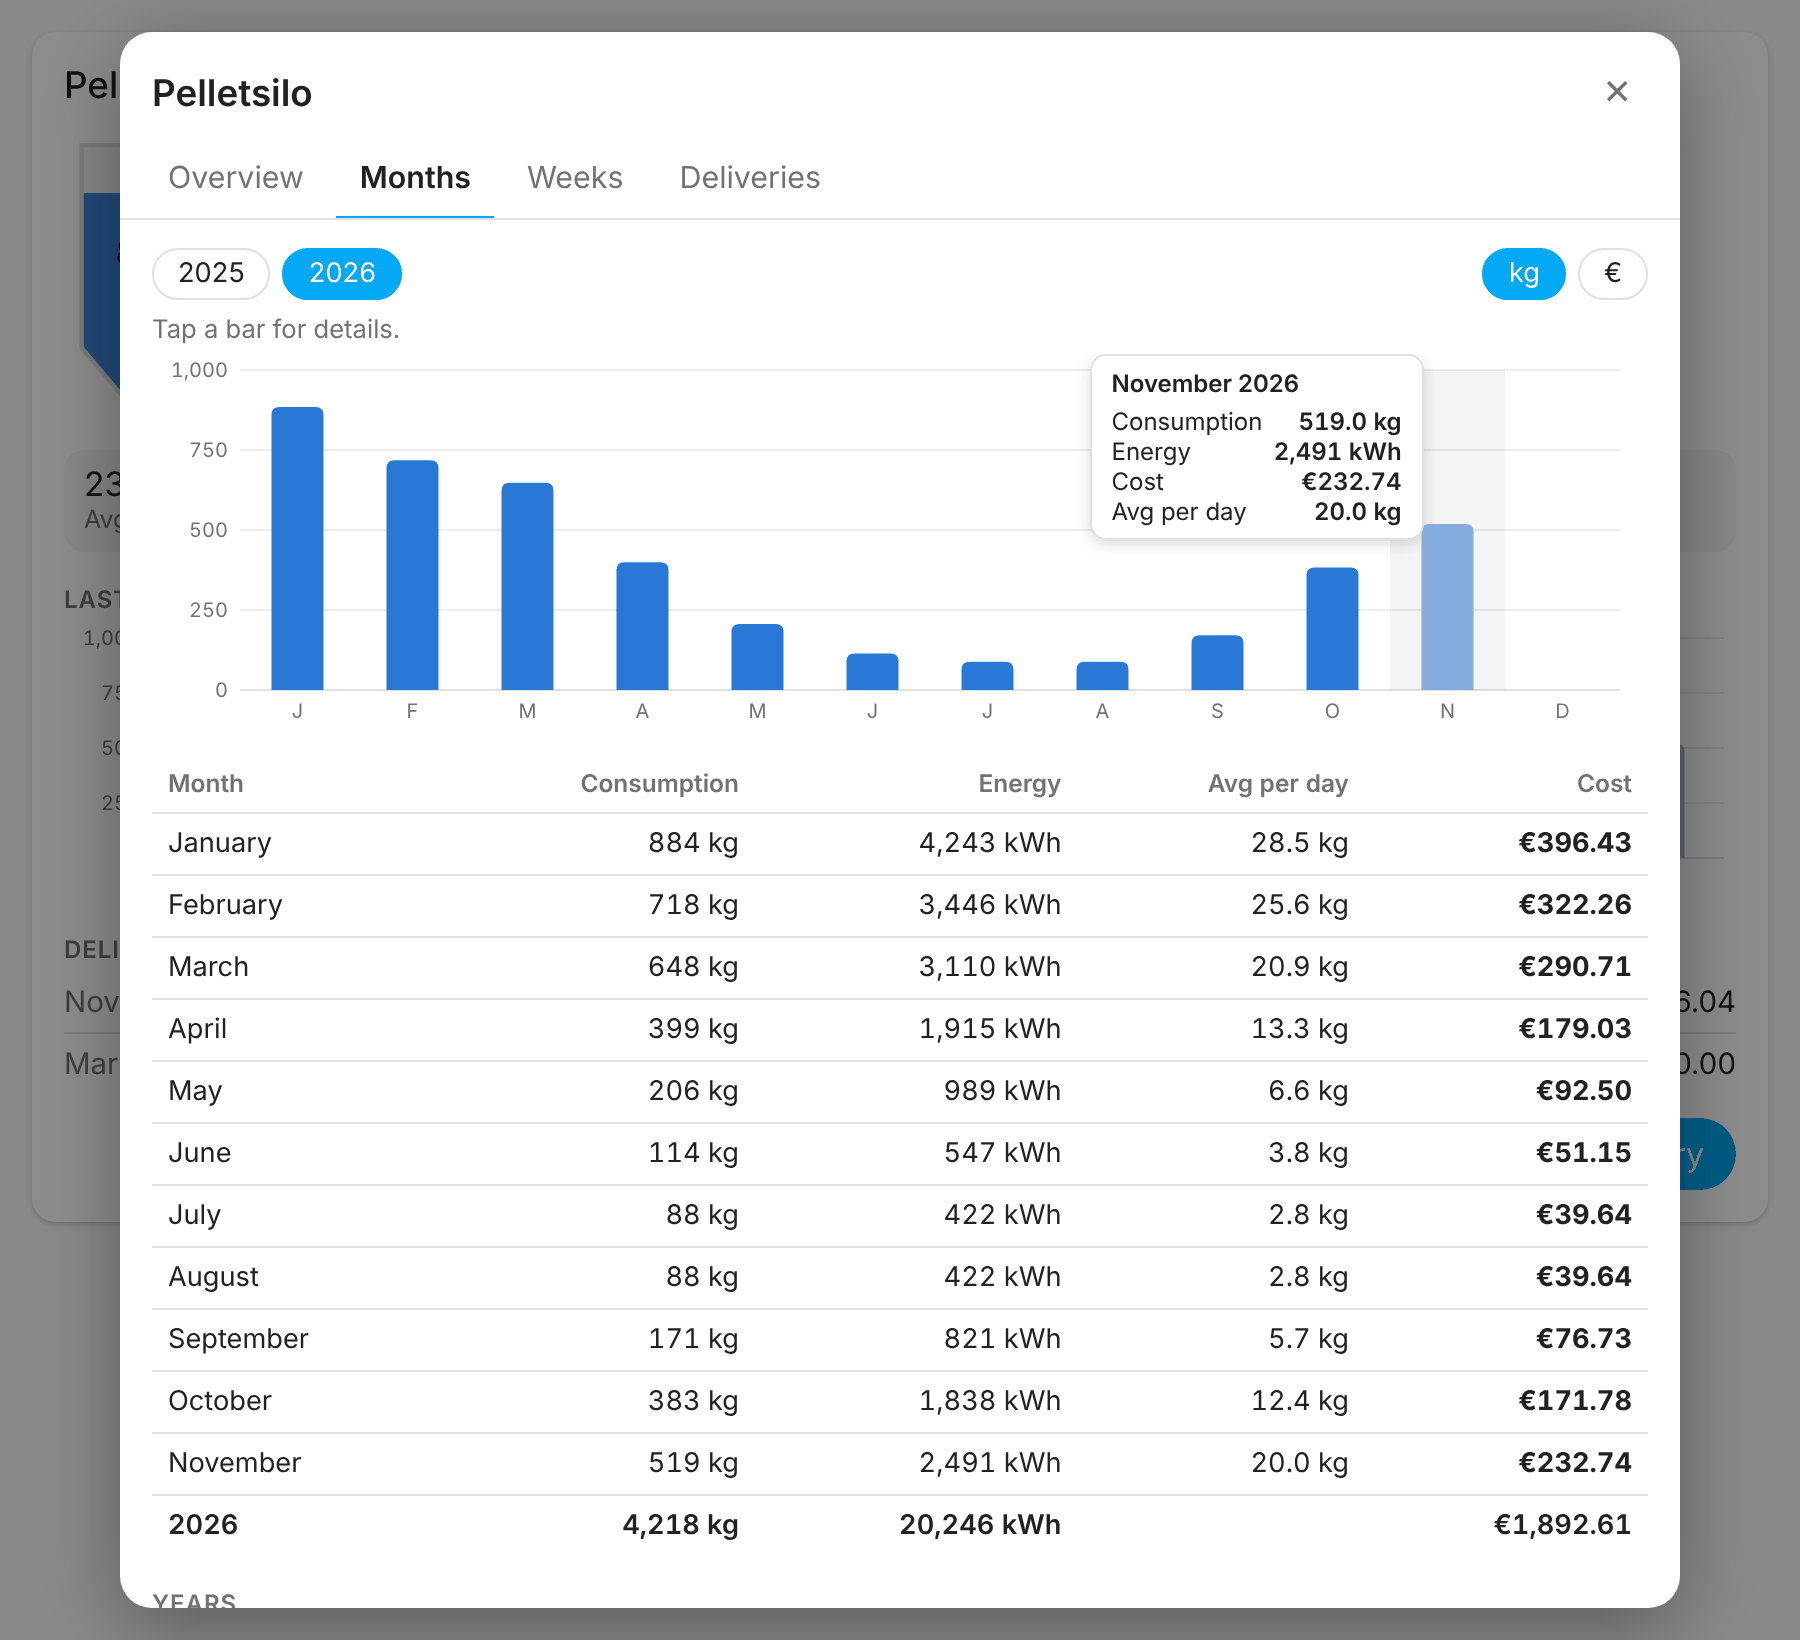 Pelletsilo
×
Overview Months Weeks Deliveries
2025 2026 kg €
Tap a bar for details.
1,000
750
500
250
0
November 2026
Consumption 519.0 kg
Energy 2,491 kWh
Cost €232.74
Avg per day 20.0 kg
J F M A M J J A S O N D
Month Consumption Energy Avg per day Cost
January 884 kg 4,243 kWh 28.5 kg €396.43
February 718 kg 3,446 kWh 25.6 kg €322.26
March 648 kg 3,110 kWh 20.9 kg €290.71
April 399 kg 1,915 kWh 13.3 kg €179.03
May 206 kg 989 kWh 6.6 kg €92.50
June 114 kg 547 kWh 3.8 kg €51.15
July 88 kg 422 kWh 2.8 kg €39.64
August 88 kg 422 kWh 2.8 kg €39.64
September 171 kg 821 kWh 5.7 kg €76.73
October 383 kg 1,838 kWh 12.4 kg €171.78
November 519 kg 2,491 kWh 20.0 kg €232.74
2026 4,218 kg 20,246 kWh €1,892.61
YEARS